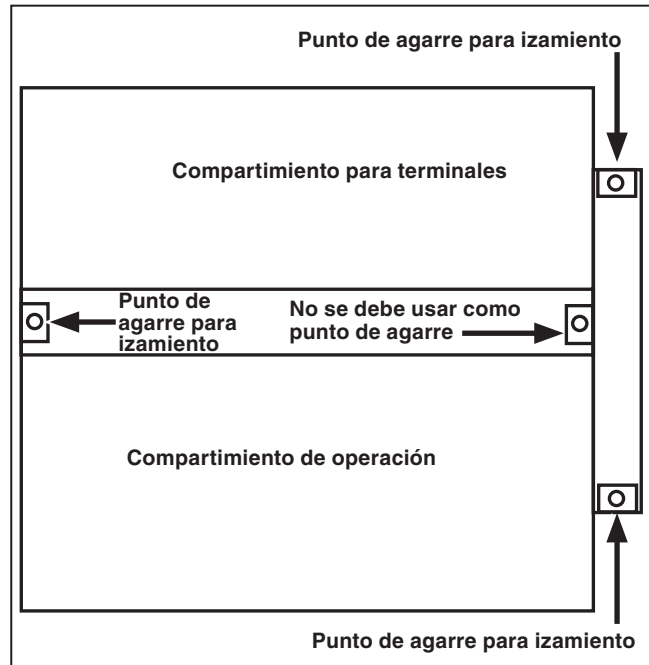 Punto de agarre para izamiento
Compartimiento para terminales
Punto de
agarre para
izamiento
No se debe usar como
punto de agarre
Compartimiento de operación
Punto de agarre para izamiento